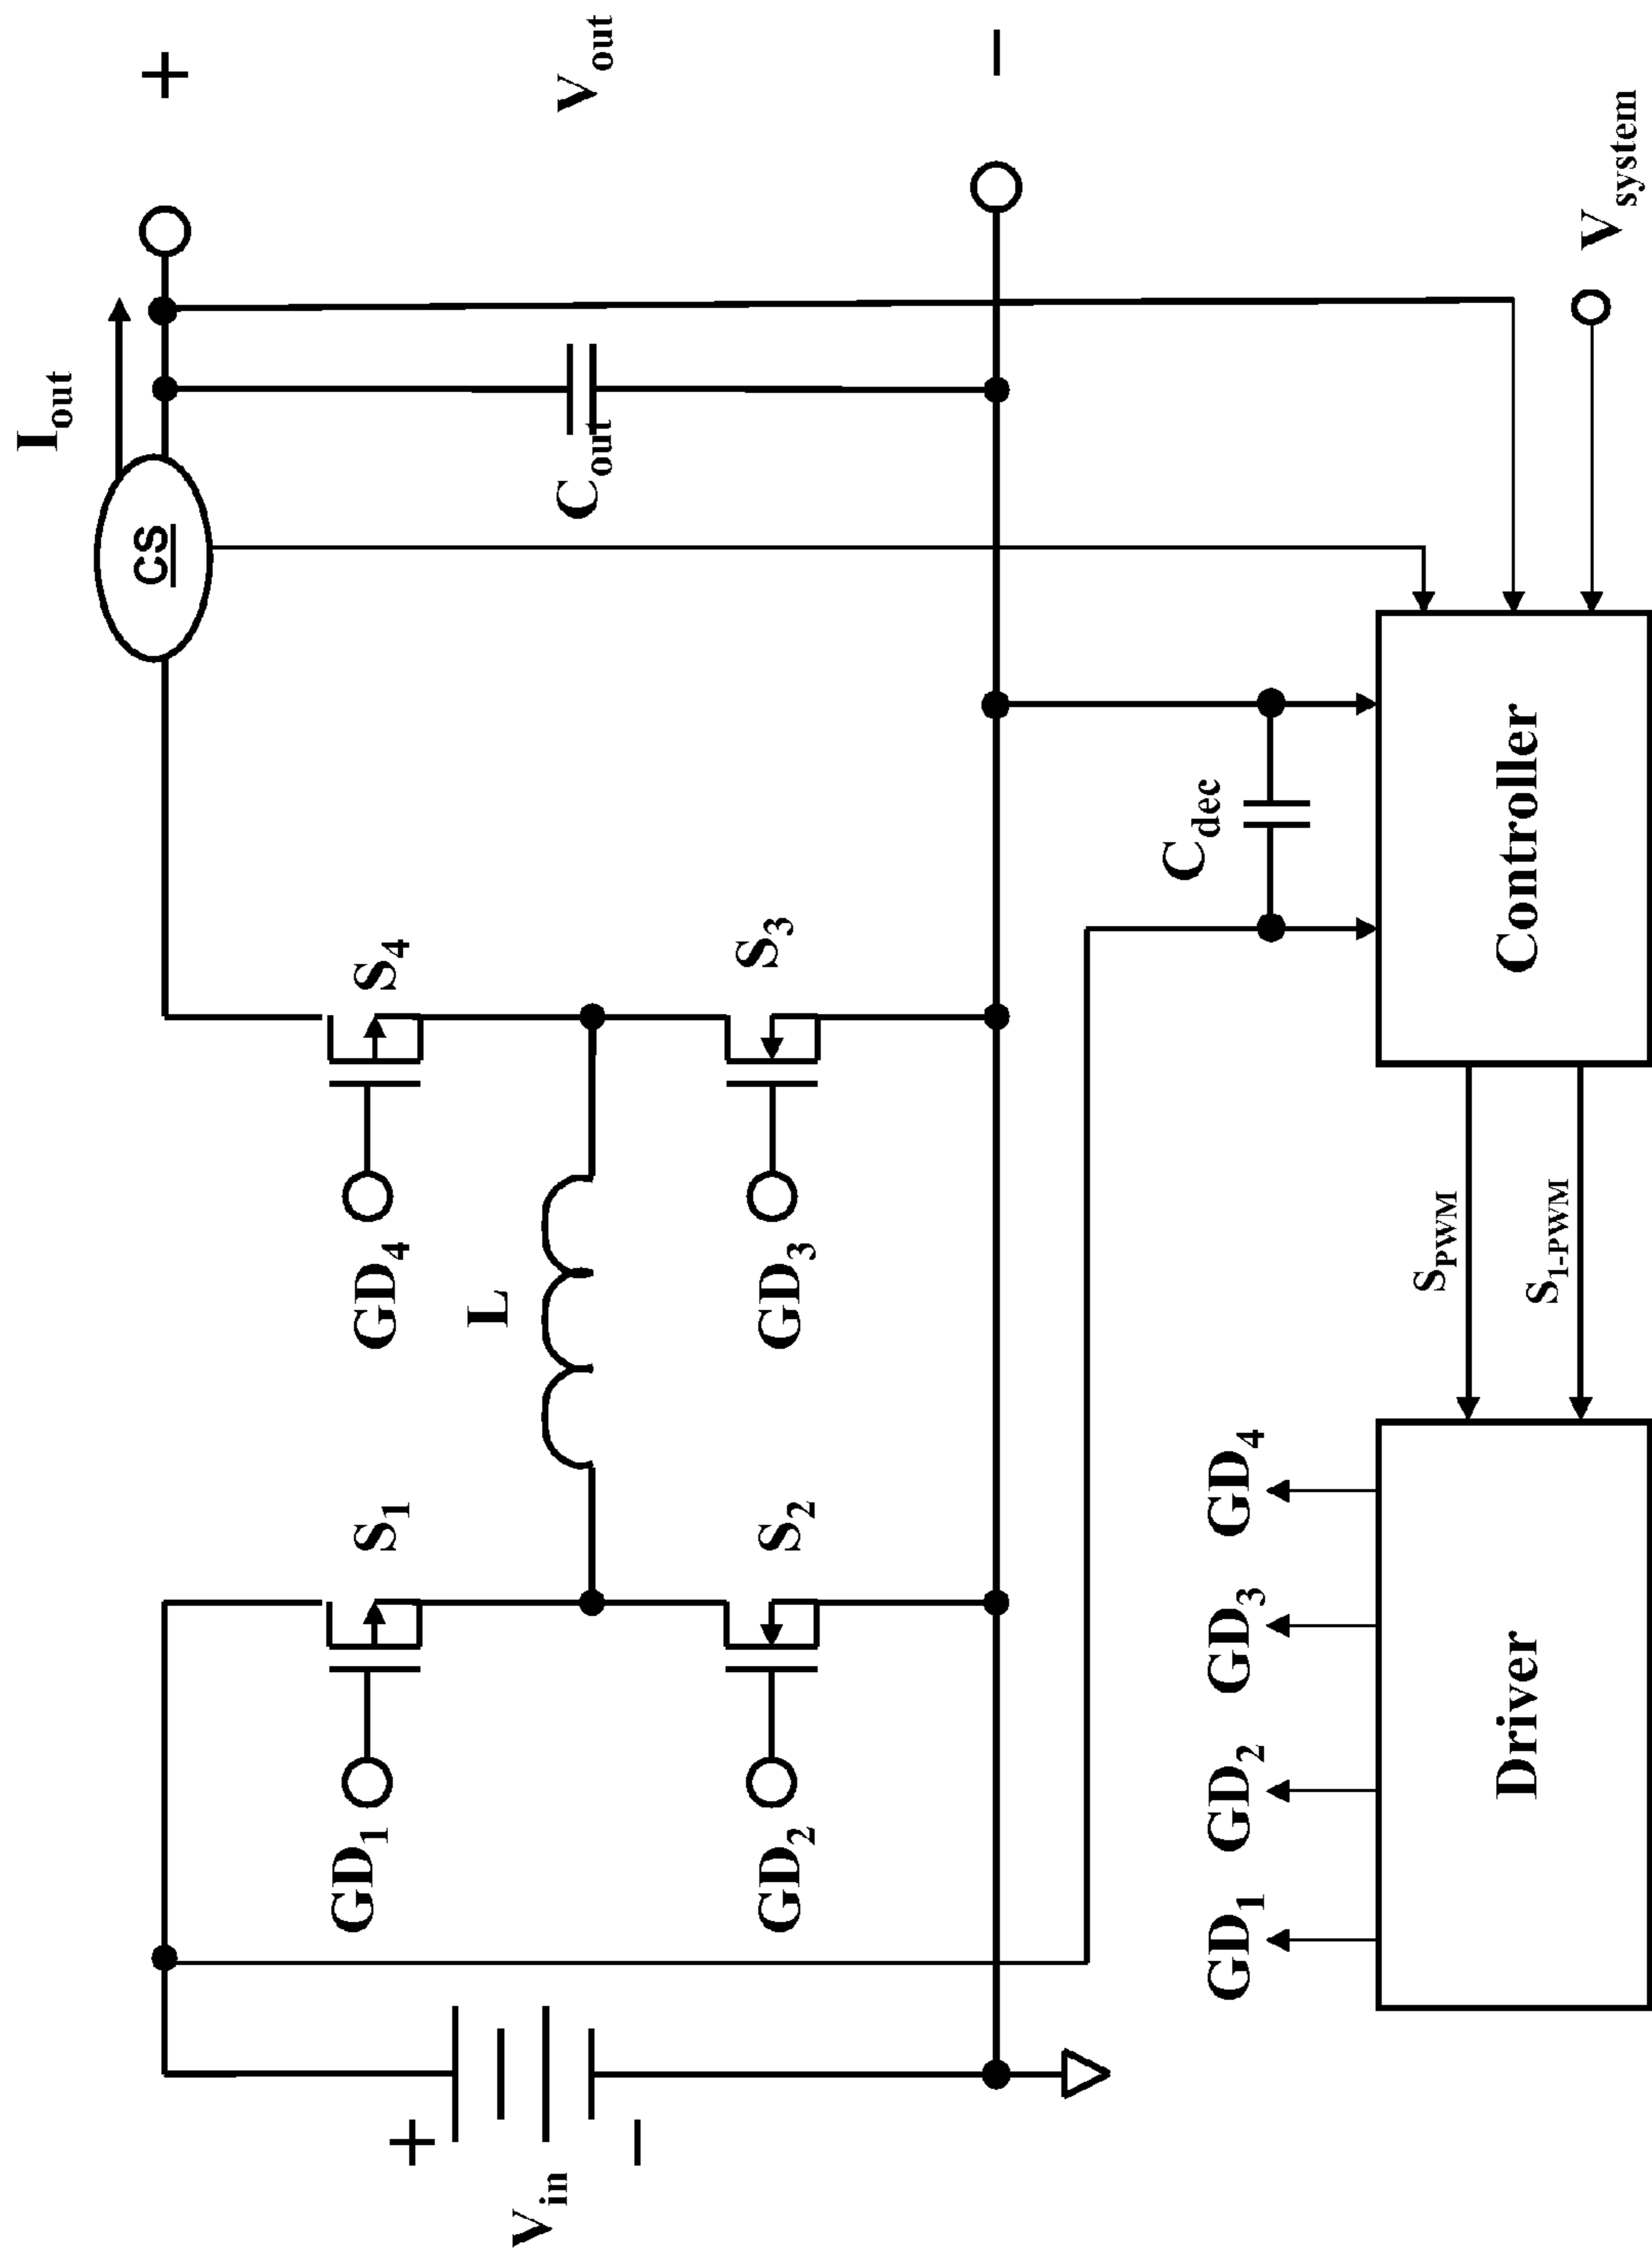 I_out
+
CS
V_out
C_out
−
S_1
S_4
GD_1
GD_4
L
S_2
S_3
GD_2
GD_3
+
V_in
−
C_dec
GD_1 GD_2 GD_3 GD_4
Driver
S_PWM
S_1-PWM
Controller
V_system